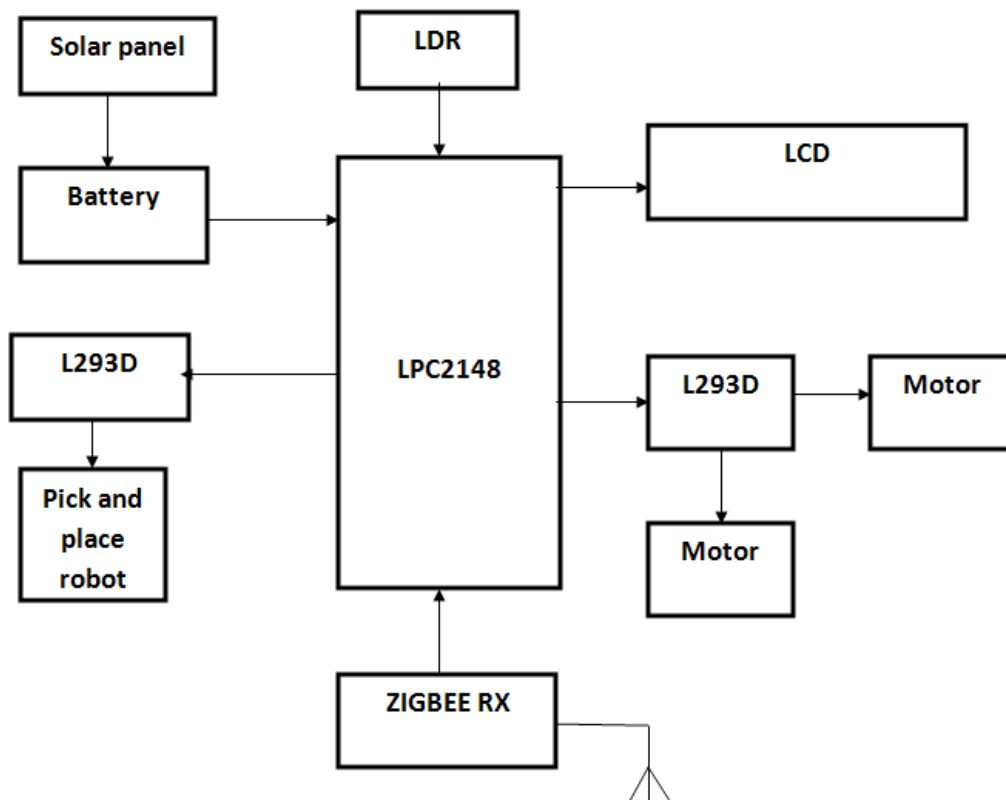 Solar panel
LDR
LCD
Battery
L293D
LPC2148
L293D
Motor
Pick and
place
robot
Motor
ZIGBEE RX